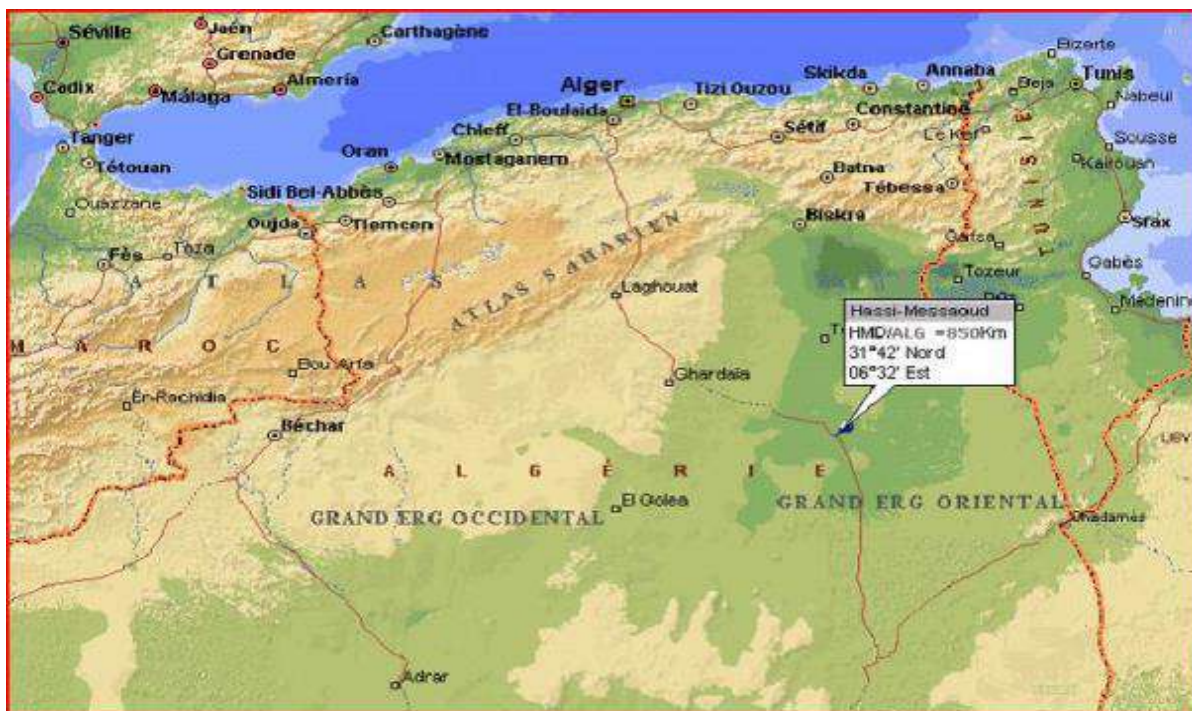 Séville
Jaén
Carthagène
Grenade
Cadix
Málaga
Almería
Bizerte
Alger
Tizi Ouzou
Skikda
Annaba
Beja
Tunis
Nabeul
El-Boulaida
Constantine
Tanger
Chleff
Sétif
Le Kef
Sousse
Tétouan
Oran
Mostaganem
Batna
Kairouan
Ouazzane
Sidi Bel-Abbès
Tébessa
TUNISIE
Oujda
Tlemcen
Biskra
Sfax
Fès
Taza
Gafsa
ATLAS
ATLAS SAHARIEN
Tozeur
Gabès
Laghouat
Médenine
Hassi-Messaoud
HMD/ALG =850Km
31°42' Nord
06°32' Est
MAROC
Bou Arfa
Ghardaïa
Er-Rachidia
Béchar
ALGÉRIE
El Golea
GRAND ERG OCCIDENTAL
GRAND ERG ORIENTAL
Ghadamès
Adrar